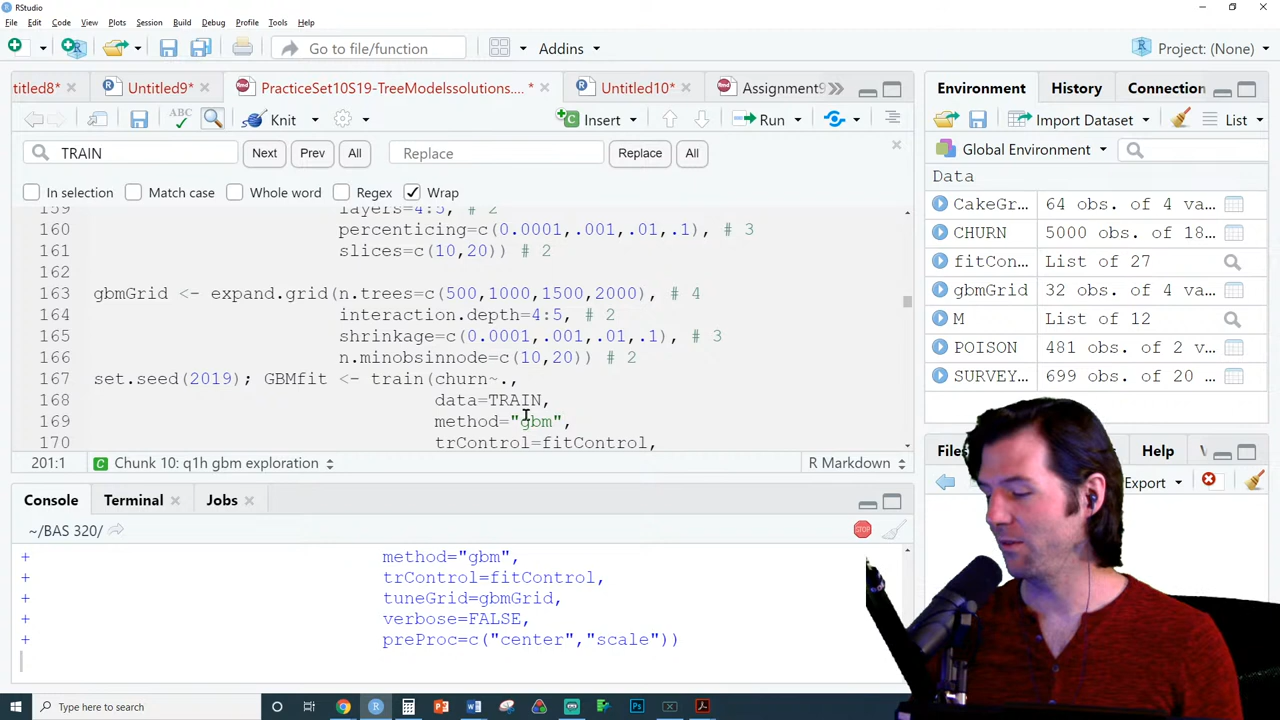 RStudio
File Edit Code View Plots Session Build Debug Profile Tools Help
Go to file/function
Addins
Project: (None)
titled8*
Untitled9*
PracticeSet10S19-TreeModelssolutions.... *
Untitled10*
Assignment9
ABC
Knit
Insert
Run
TRAIN
Next
Prev
All
Replace
Replace
All
In selection
Match case
Whole word
Regex
Wrap
159 layers=4:5, # 2
160 percenticing=c(0.0001,.001,.01,.1), # 3
161 slices=c(10,20)) # 2
162
163 gbmGrid <- expand.grid(n.trees=c(500,1000,1500,2000), # 4
164 interaction.depth=4:5, # 2
165 shrinkage=c(0.0001,.001,.01,.1), # 3
166 n.minobsinnode=c(10,20)) # 2
167 set.seed(2019); GBMfit <- train(churn~.,
168 data=TRAIN,
169 method="gbm",
170 trControl=fitControl,
201:1
Chunk 10: q1h gbm exploration
R Markdown
Console
Terminal
Jobs
~/BAS 320/
STOP
+ method="gbm",
+ trControl=fitControl,
+ tuneGrid=gbmGrid,
+ verbose=FALSE,
+ preProc=c("center","scale"))
Environment
History
Connection
Import Dataset
List
Global Environment
Data
CakeGr... 64 obs. of 4 va...
CHURN 5000 obs. of 18...
fitCon... List of 27
gbmGrid 32 obs. of 4 va...
M List of 12
POISON 481 obs. of 2 v...
SURVEY 699 obs. of 20 ...
Files
Help
Export
Type here to search